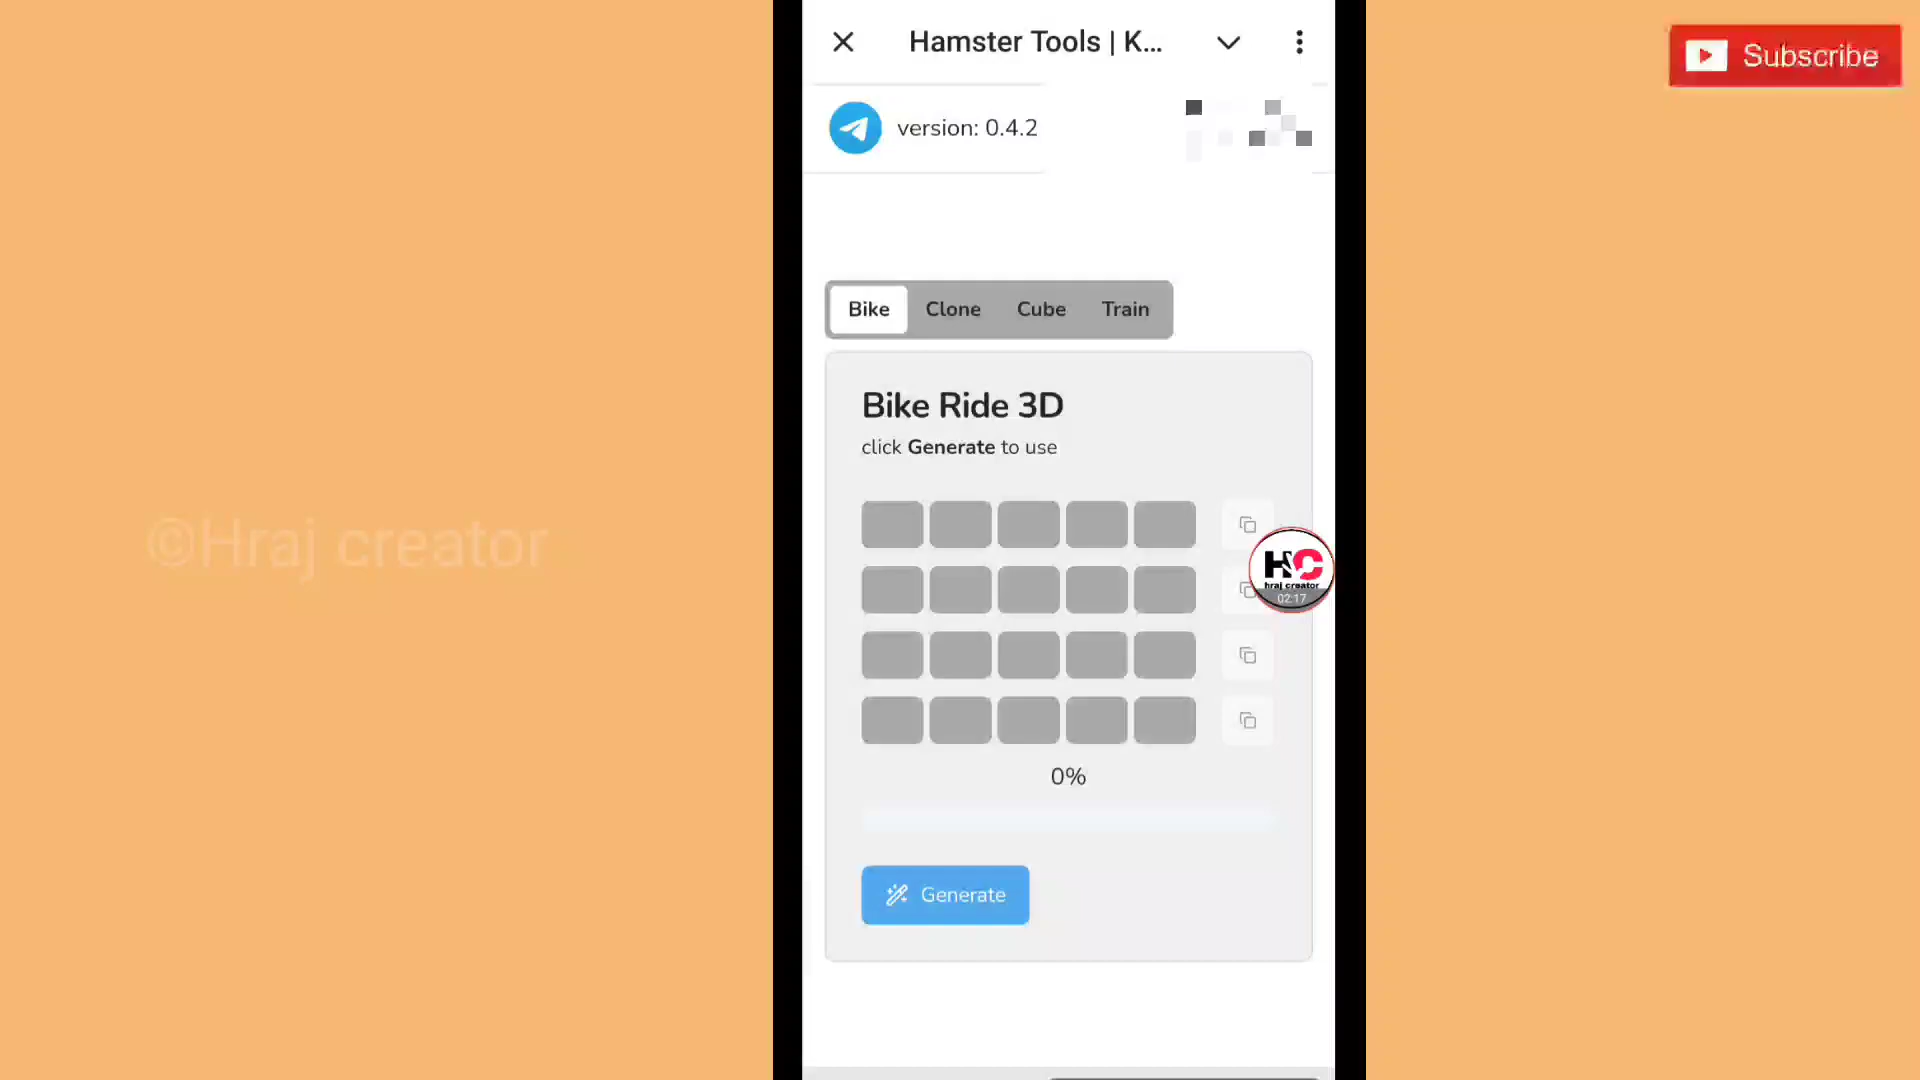 Hamster Tools | K...
Subscribe
version: 0.4.2
Bike Clone Cube Train
Bike Ride 3D
click Generate to use
©Hraj creator
HC
hraj creator
02:17
0%
Generate